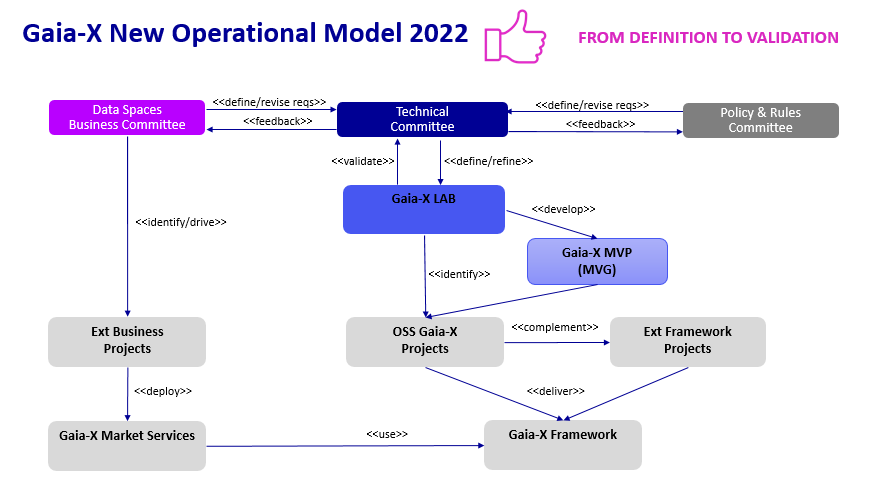 Gaia-X New Operational Model 2022
FROM DEFINITION TO VALIDATION
Data Spaces
Business Committee
<<define/revise reqs>>
<<feedback>>
Technical
Committee
<<define/revise reqs>>
<<feedback>>
Policy & Rules
Committee
<<validate>>
<<define/refine>>
Gaia-X LAB
<<develop>>
<<identify/drive>>
Gaia-X MVP
(MVG)
<<identify>>
Ext Business
Projects
OSS Gaia-X
Projects
<<complement>>
Ext Framework
Projects
<<deploy>>
<<deliver>>
Gaia-X Market Services
<<use>>
Gaia-X Framework